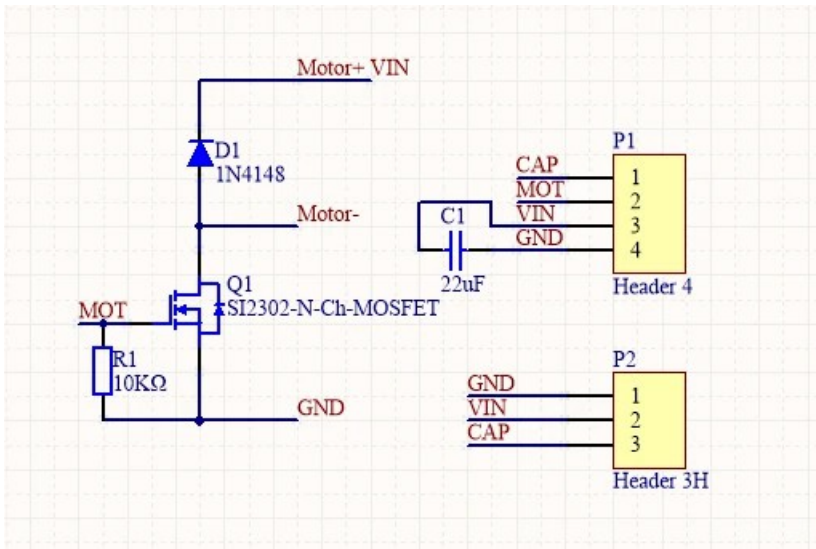 Motor+ VIN
D1
1N4148
Motor-
Q1
SI2302-N-Ch-MOSFET
MOT
R1
10KΩ
GND
P1
CAP
1
MOT
2
VIN
3
GND
4
C1
22uF
Header 4
P2
GND
1
VIN
2
CAP
3
Header 3H